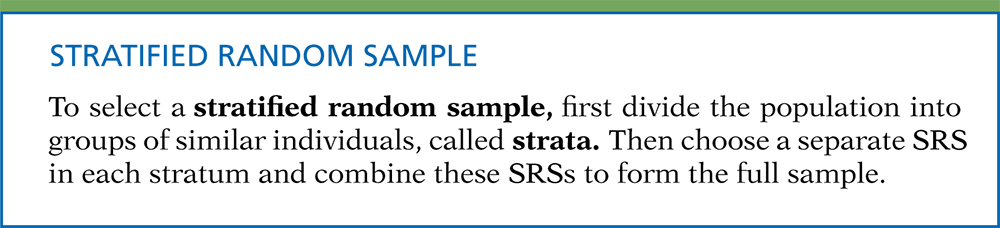 STRATIFIED RANDOM SAMPLE
To select a stratified random sample, first divide the population into
groups of similar individuals, called strata. Then choose a separate SRS
in each stratum and combine these SRSs to form the full sample.